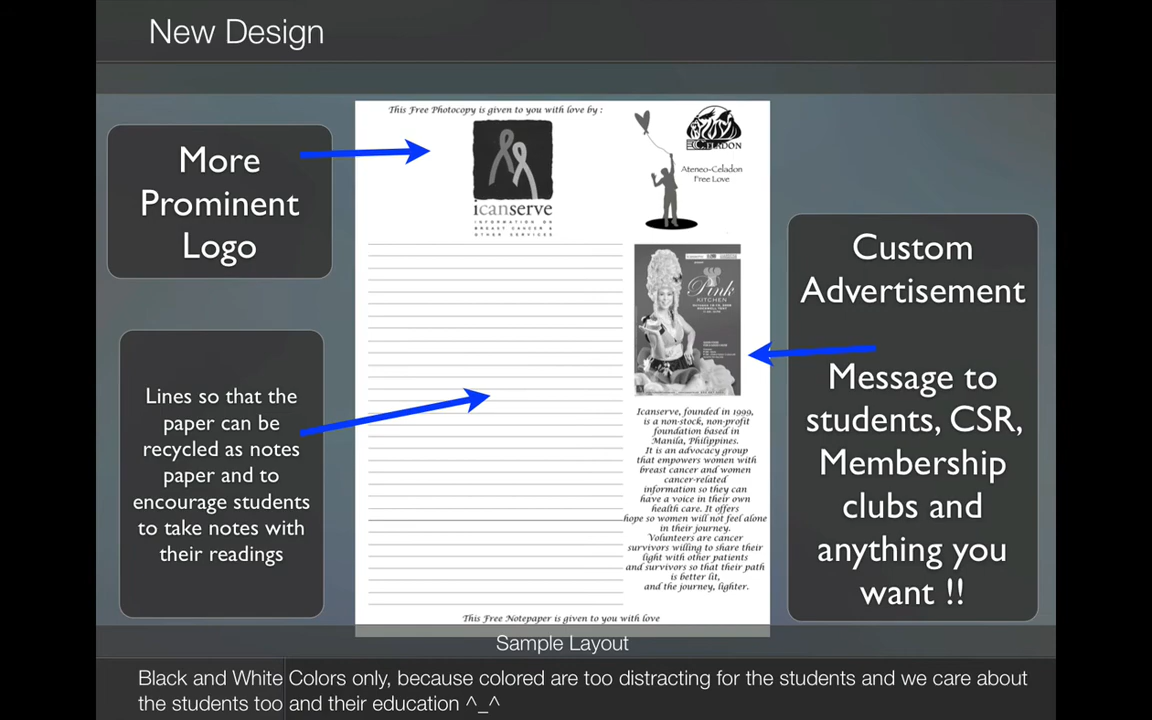 New Design
More
Prominent
Logo
Lines so that the
paper can be
recycled as notes
paper and to
encourage students
to take notes with
their readings
This Free Photocopy is given to you with love by :
icanserve
INFORMATION ON
BREAST CANCER &
OTHER SERVICES
CELADON
Ateneo-Celadon
Free Love
Pink
KITCHEN
Icanserve, founded in 1999,
is a non-stock, non-profit
foundation based in
Manila, Philippines.
It is an advocacy group
that empowers women with
breast cancer and women
cancer-related
information so they can
have a voice in their own
health care. It offers
hope so women will not feel alone
in their journey.
Volunteers are cancer
survivors willing to share their
light with other patients
and survivors so that their path
is better lit,
and the journey, lighter.
This Free Notepaper is given to you with love
Custom
Advertisement
Message to
students, CSR,
Membership
clubs and
anything you
want !!
Sample Layout
Black and White Colors only, because colored are too distracting for the students and we care about
the students too and their education ^_^